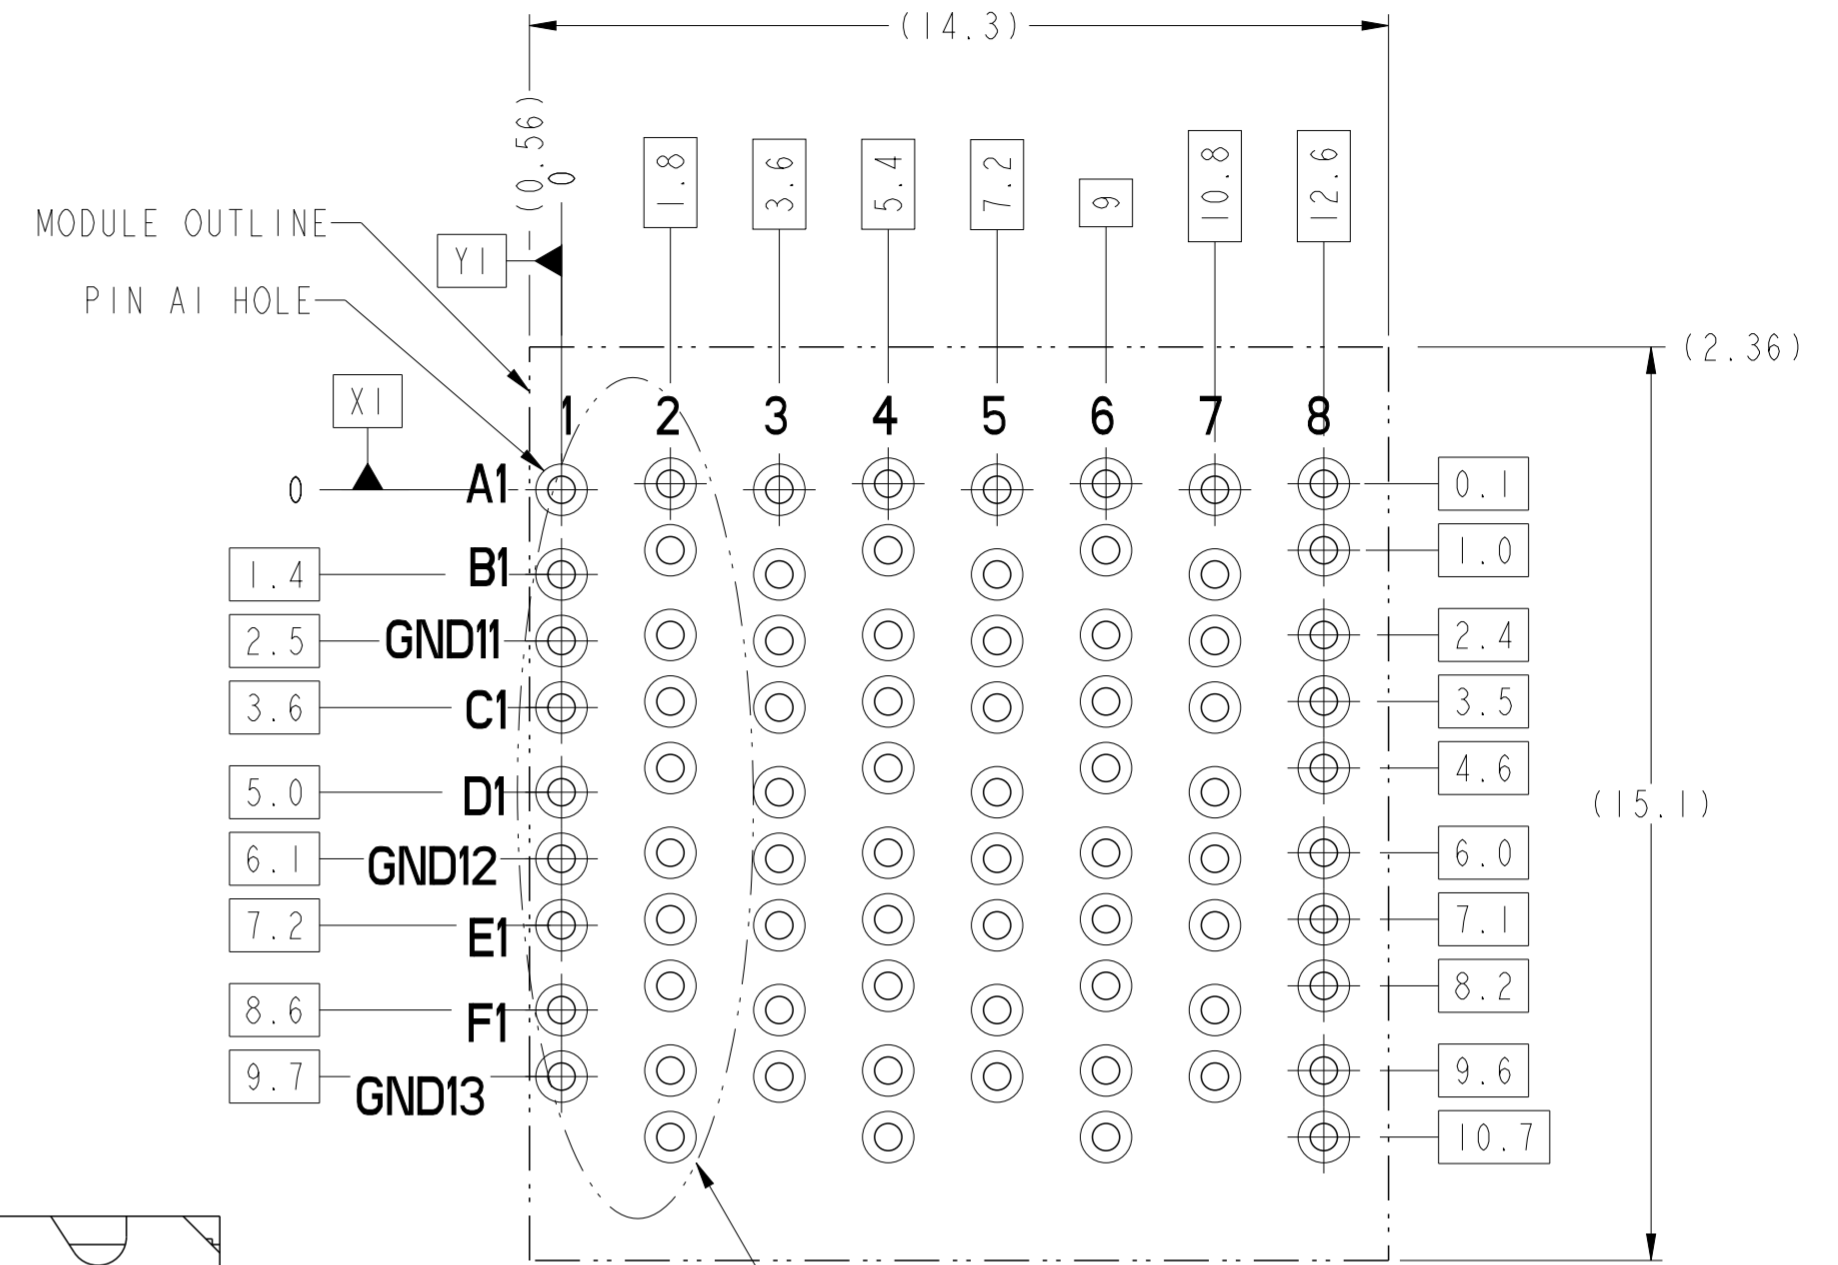 (14.3)
(0.56)
0
1.8
3.6
5.4
7.2
9
10.8
12.6
MODULE OUTLINE
Y1
PIN A1 HOLE
(2.36)
X1
1 2 3 4 5 6 7 8
0 A1 0.1
1.0
1.4 B1
2.5 GND11 2.4
3.6 C1 3.5
4.6
5.0 D1
(15.1)
6.1 GND12 6.0
7.2 E1 7.1
8.2
8.6 F1
9.7 GND13 9.6
10.7